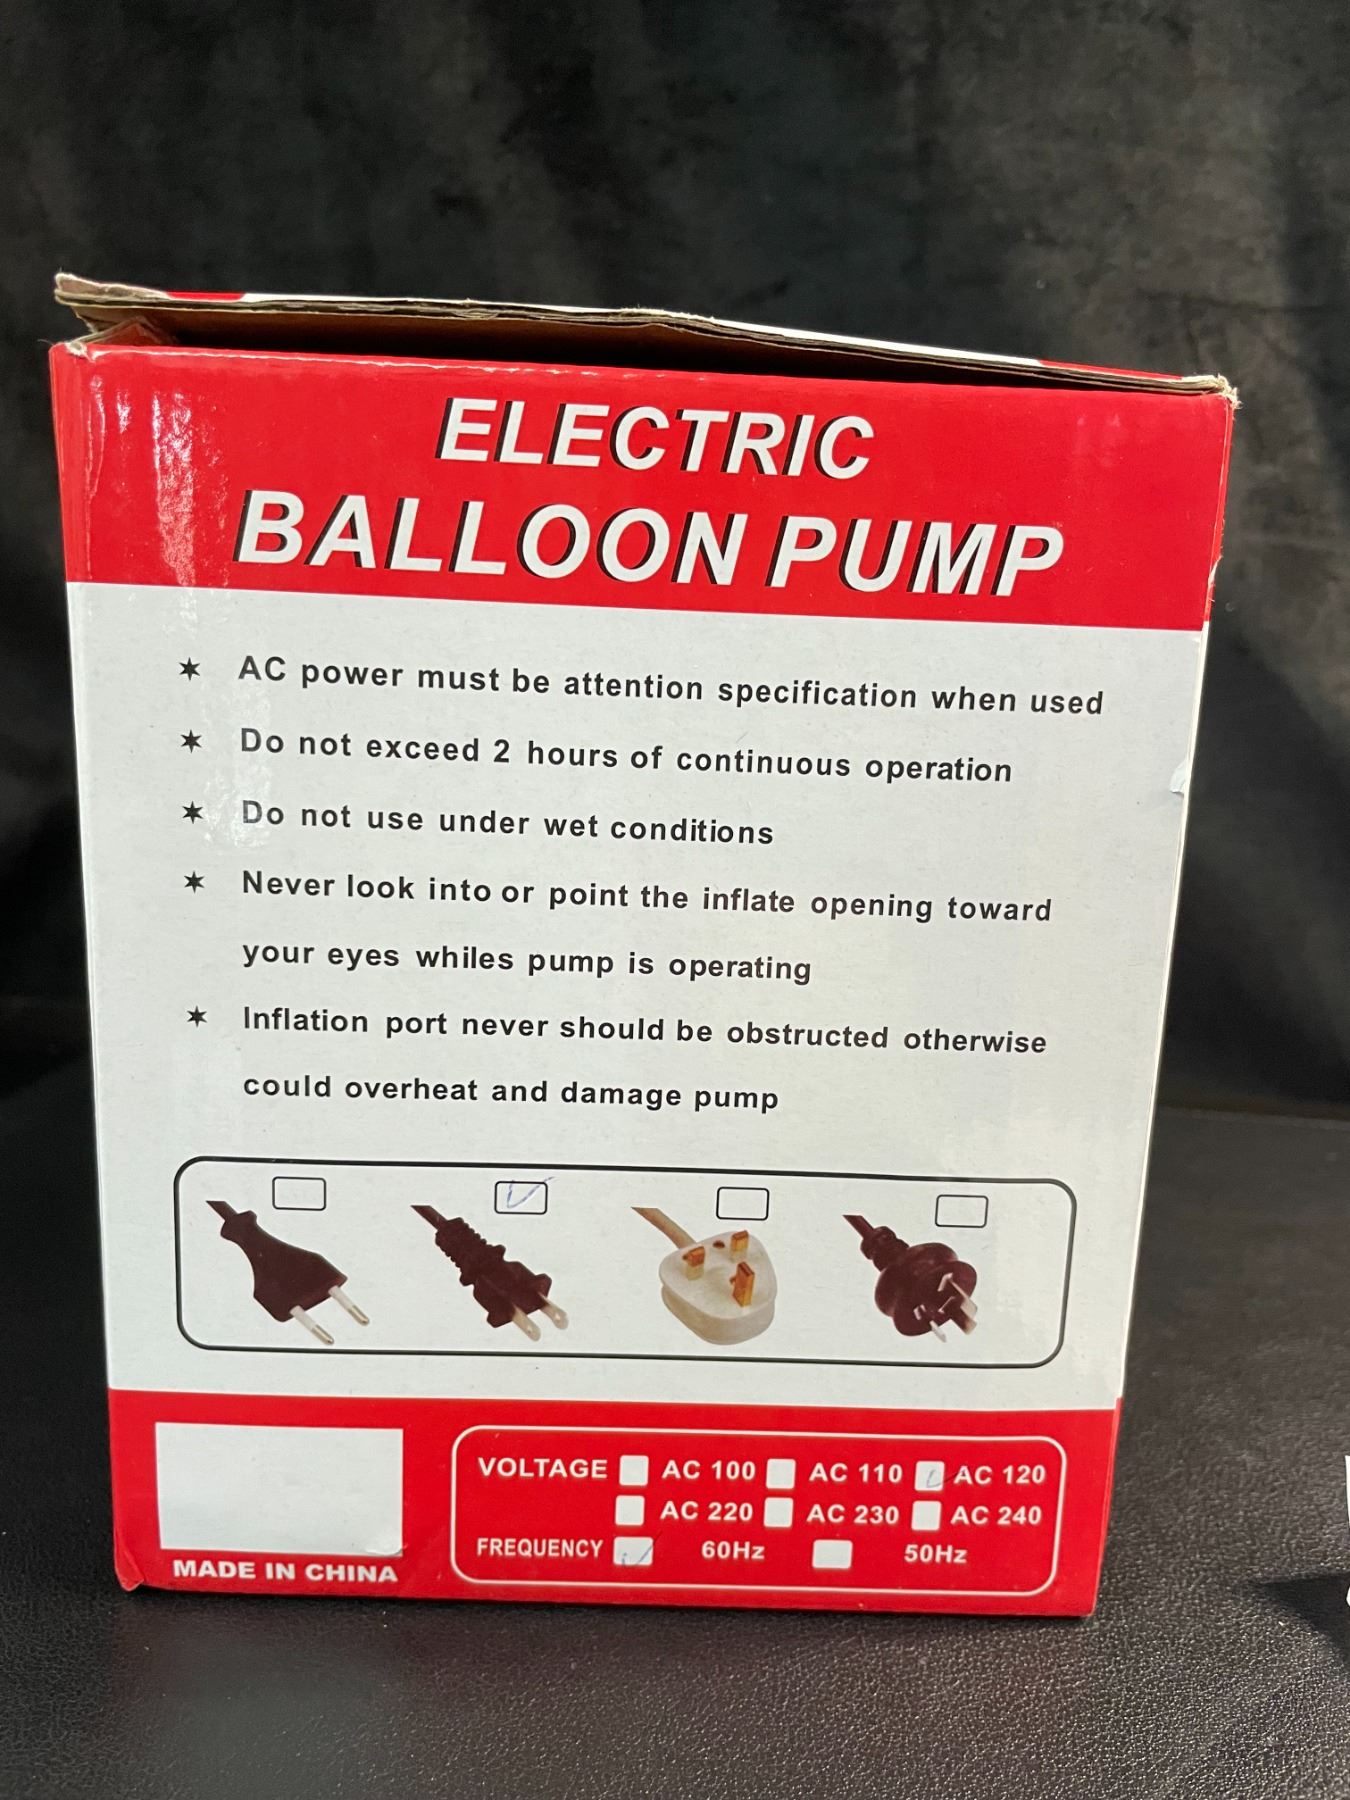 ELECTRIC
BALLOON PUMP
✶ AC power must be attention specification when used
✶ Do not exceed 2 hours of continuous operation
✶ Do not use under wet conditions
✶ Never look into or point the inflate opening toward
your eyes whiles pump is operating
✶ Inflation port never should be obstructed otherwise
could overheat and damage pump
VOLTAGE AC 100 AC 110 AC 120
AC 220 AC 230 AC 240
FREQUENCY 60Hz 50Hz
MADE IN CHINA